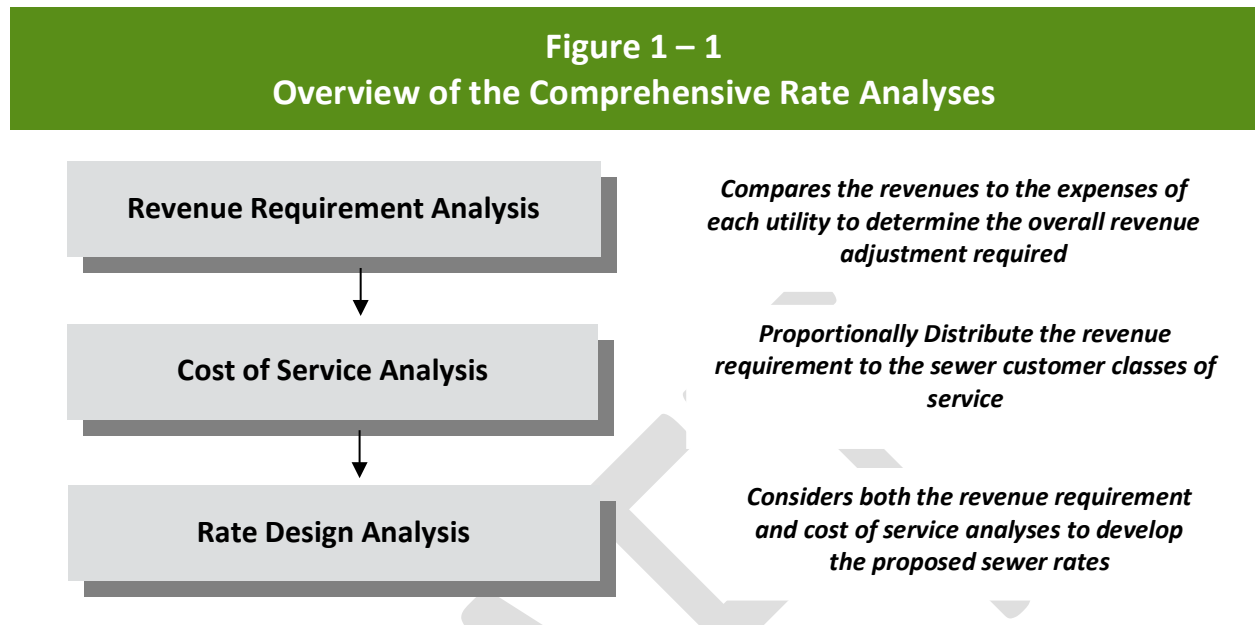 Figure 1 – 1
Overview of the Comprehensive Rate Analyses
Revenue Requirement Analysis
Compares the revenues to the expenses of
each utility to determine the overall revenue
adjustment required
Cost of Service Analysis
Proportionally Distribute the revenue
requirement to the sewer customer classes of
service
Rate Design Analysis
Considers both the revenue requirement
and cost of service analyses to develop
the proposed sewer rates